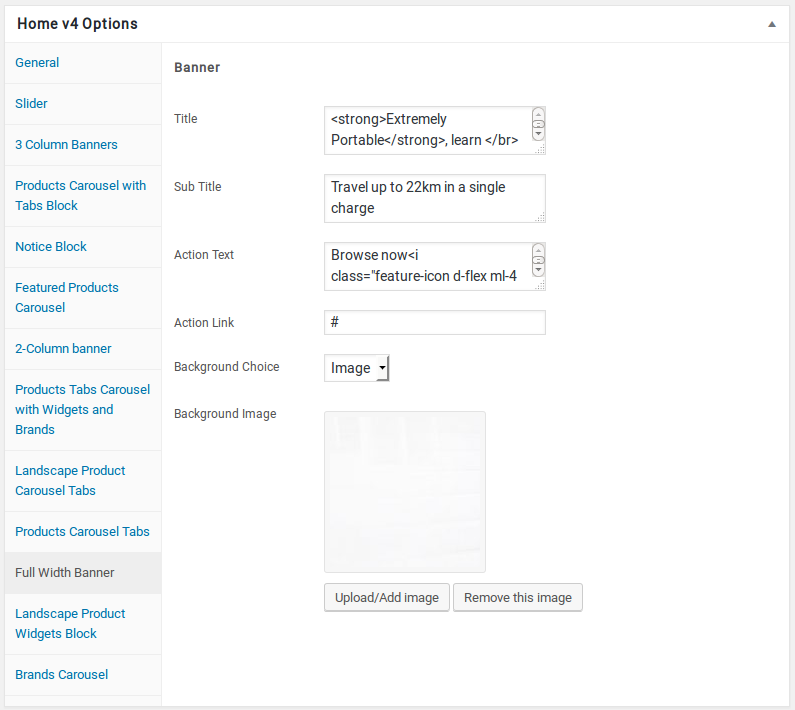 Home v4 Options
General
Slider
3 Column Banners
Products Carousel with
Tabs Block
Notice Block
Featured Products
Carousel
2-Column banner
Products Tabs Carousel
with Widgets and
Brands
Landscape Product
Carousel Tabs
Products Carousel Tabs
Full Width Banner
Landscape Product
Widgets Block
Brands Carousel
Banner
Title
<strong>Extremely
Portable</strong>, learn </br>
Sub Title
Travel up to 22km in a single
charge
Action Text
Browse now<i
class="feature-icon d-flex ml-4
Action Link
#
Background Choice
Image
Background Image
Upload/Add image
Remove this image